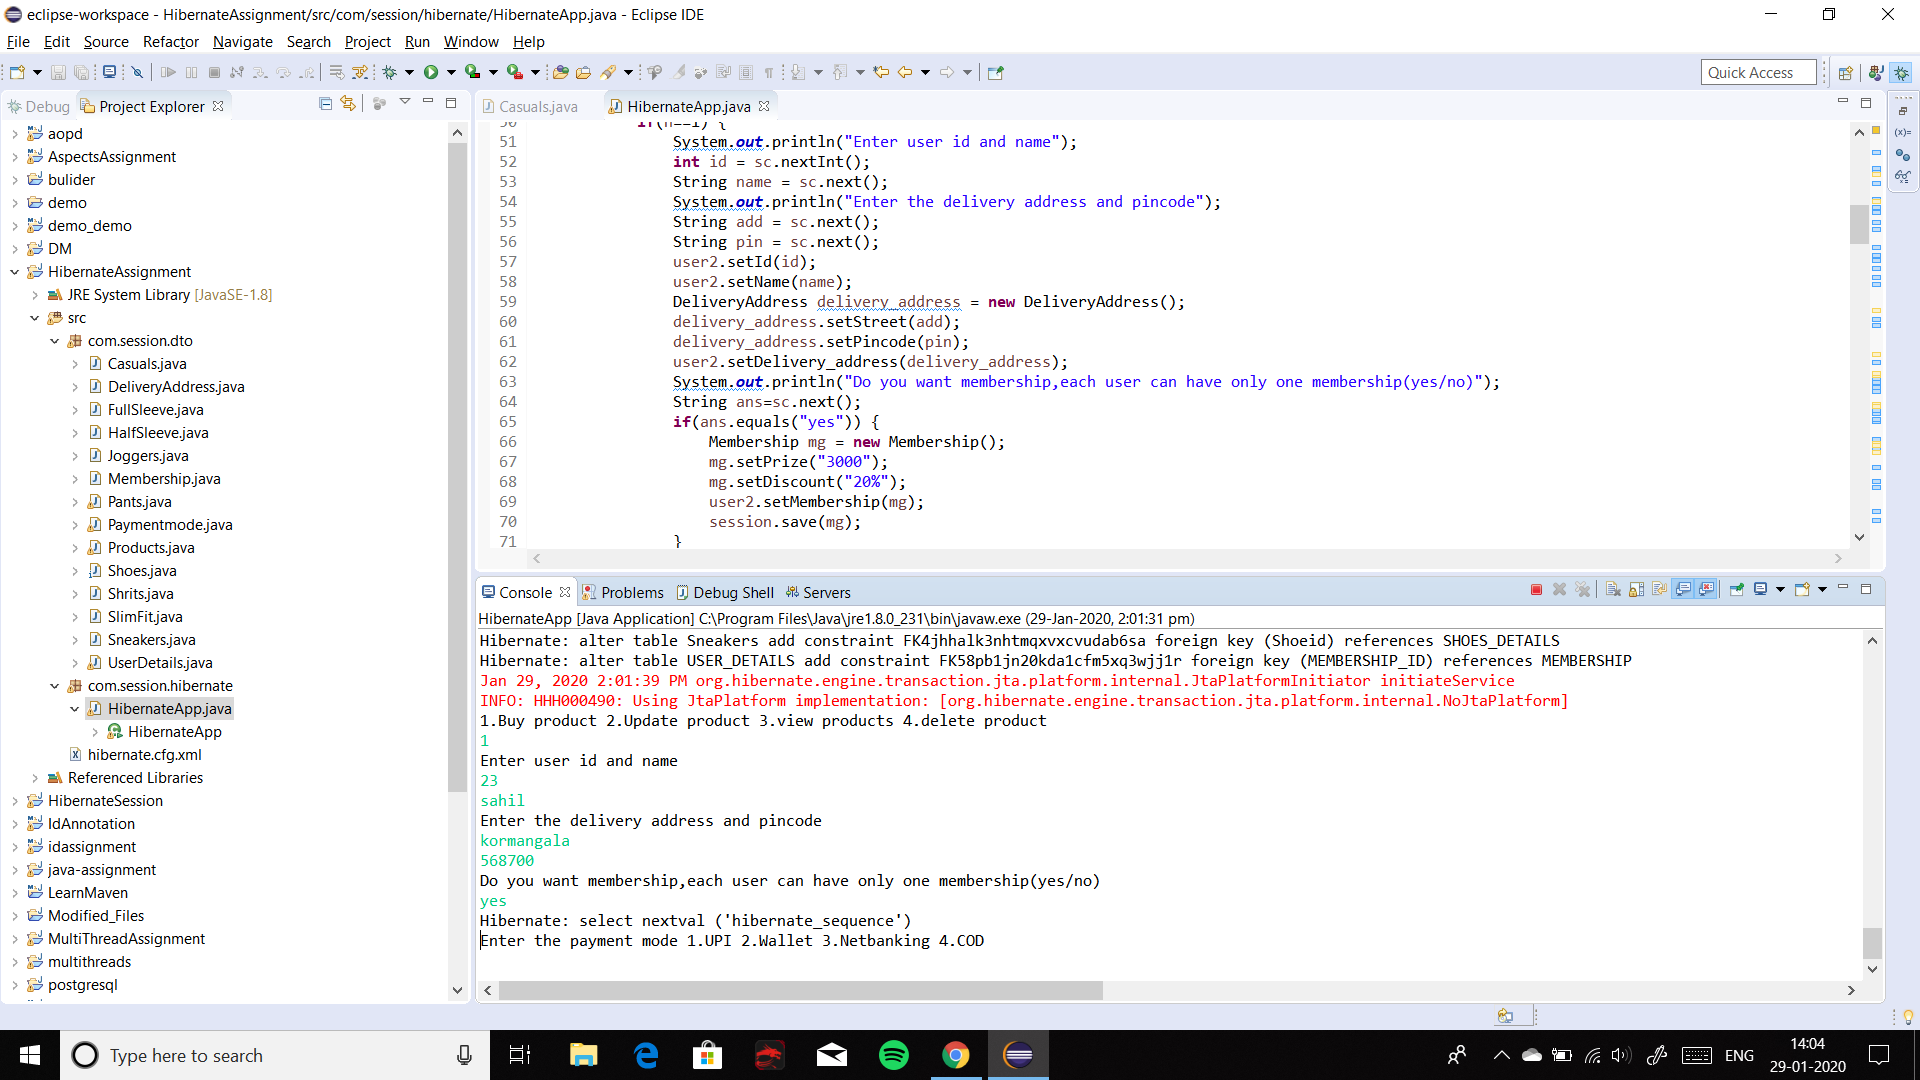 eclipse-workspace - HibernateAssignment/src/com/session/hibernate/HibernateApp.java - Eclipse IDE
File Edit Source Refactor Navigate Search Project Run Window Help
Quick Access
Debug Project Explorer
Casuals.java HibernateApp.java
aopd
AspectsAssignment
bulider
demo
demo_demo
DM
HibernateAssignment
JRE System Library [JavaSE-1.8]
src
com.session.dto
Casuals.java
DeliveryAddress.java
FullSleeve.java
HalfSleeve.java
Joggers.java
Membership.java
Pants.java
Paymentmode.java
Products.java
Shoes.java
Shrits.java
SlimFit.java
Sneakers.java
UserDetails.java
com.session.hibernate
HibernateApp.java
HibernateApp
hibernate.cfg.xml
Referenced Libraries
HibernateSession
IdAnnotation
idassignment
java-assignment
LearnMaven
Modified_Files
MultiThreadAssignment
multithreads
postgresql
50 if(n==1) {
51 System.out.println("Enter user id and name");
52 int id = sc.nextInt();
53 String name = sc.next();
54 System.out.println("Enter the delivery address and pincode");
55 String add = sc.next();
56 String pin = sc.next();
57 user2.setId(id);
58 user2.setName(name);
59 DeliveryAddress delivery_address = new DeliveryAddress();
60 delivery_address.setStreet(add);
61 delivery_address.setPincode(pin);
62 user2.setDelivery_address(delivery_address);
63 System.out.println("Do you want membership,each user can have only one membership(yes/no)");
64 String ans=sc.next();
65 if(ans.equals("yes")) {
66 Membership mg = new Membership();
67 mg.setPrize("3000");
68 mg.setDiscount("20%");
69 user2.setMembership(mg);
70 session.save(mg);
71 }
Console Problems Debug Shell Servers
HibernateApp [Java Application] C:\Program Files\Java\jre1.8.0_231\bin\javaw.exe (29-Jan-2020, 2:01:31 pm)
Hibernate: alter table Sneakers add constraint FK4jhhalk3nhtmqxvxcvudab6sa foreign key (Shoeid) references SHOES_DETAILS
Hibernate: alter table USER_DETAILS add constraint FK58pb1jn20kda1cfm5xq3wjj1r foreign key (MEMBERSHIP_ID) references MEMBERSHIP
Jan 29, 2020 2:01:39 PM org.hibernate.engine.transaction.jta.platform.internal.JtaPlatformInitiator initiateService
INFO: HHH000490: Using JtaPlatform implementation: [org.hibernate.engine.transaction.jta.platform.internal.NoJtaPlatform]
1.Buy product 2.Update product 3.view products 4.delete product
1
Enter user id and name
23
sahil
Enter the delivery address and pincode
kormangala
568700
Do you want membership,each user can have only one membership(yes/no)
yes
Hibernate: select nextval ('hibernate_sequence')
Enter the payment mode 1.UPI 2.Wallet 3.Netbanking 4.COD
Type here to search
ENG
14:04
29-01-2020